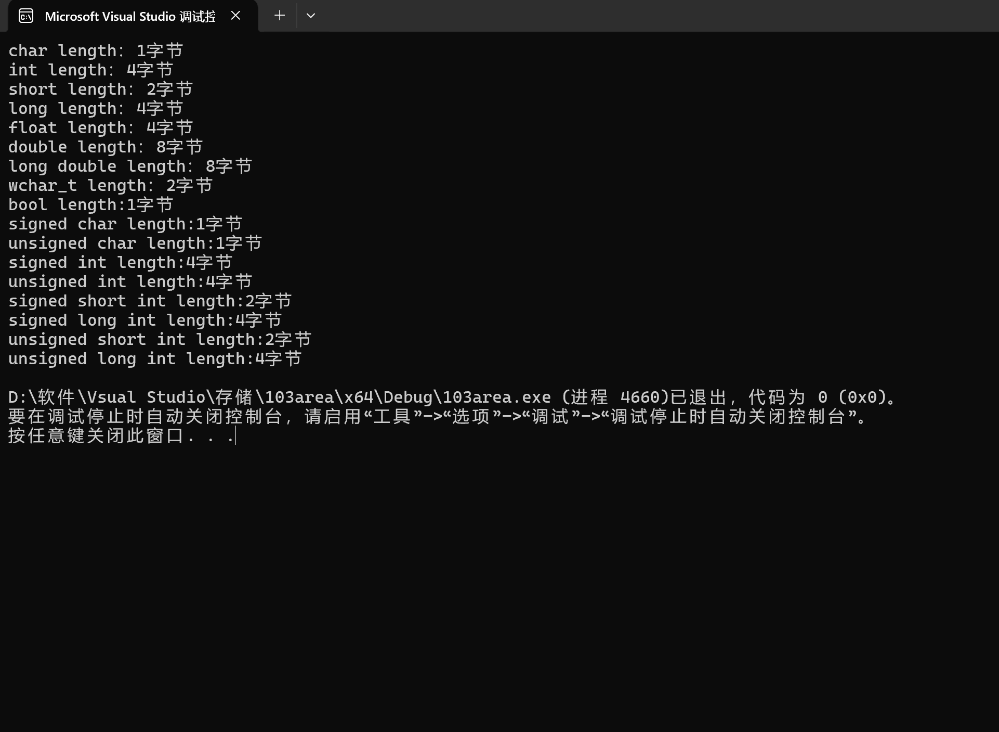 Microsoft Visual Studio 调试控
char length: 1字节
int length: 4字节
short length: 2字节
long length: 4字节
float length: 4字节
double length: 8字节
long double length: 8字节
wchar_t length: 2字节
bool length:1字节
signed char length:1字节
unsigned char length:1字节
signed int length:4字节
unsigned int length:4字节
signed short int length:2字节
signed long int length:4字节
unsigned short int length:2字节
unsigned long int length:4字节
D:\软件\Vsual Studio\存储\103area\x64\Debug\103area.exe (进程 4660)已退出，代码为 0 (0x0)。
要在调试停止时自动关闭控制台，请启用“工具”->“选项”->“调试”->“调试停止时自动关闭控制台”。
按任意键关闭此窗口. . .